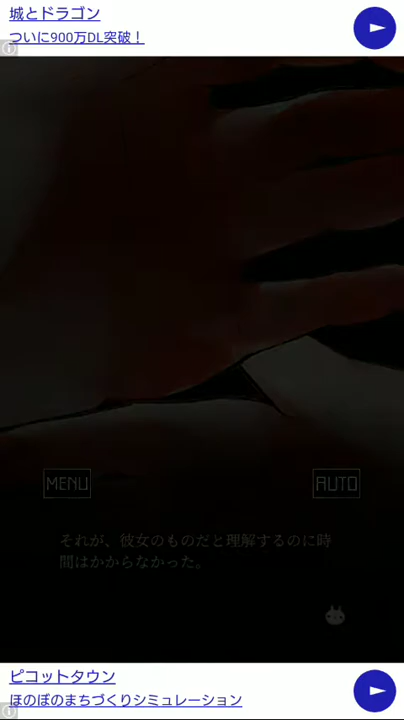 城とドラゴン
ついに900万DL突破！
MENU
AUTO
それが、彼女のものだと理解するのに時
間はかからなかった。
ピコットタウン
ほのぼのまちづくりシミュレーション